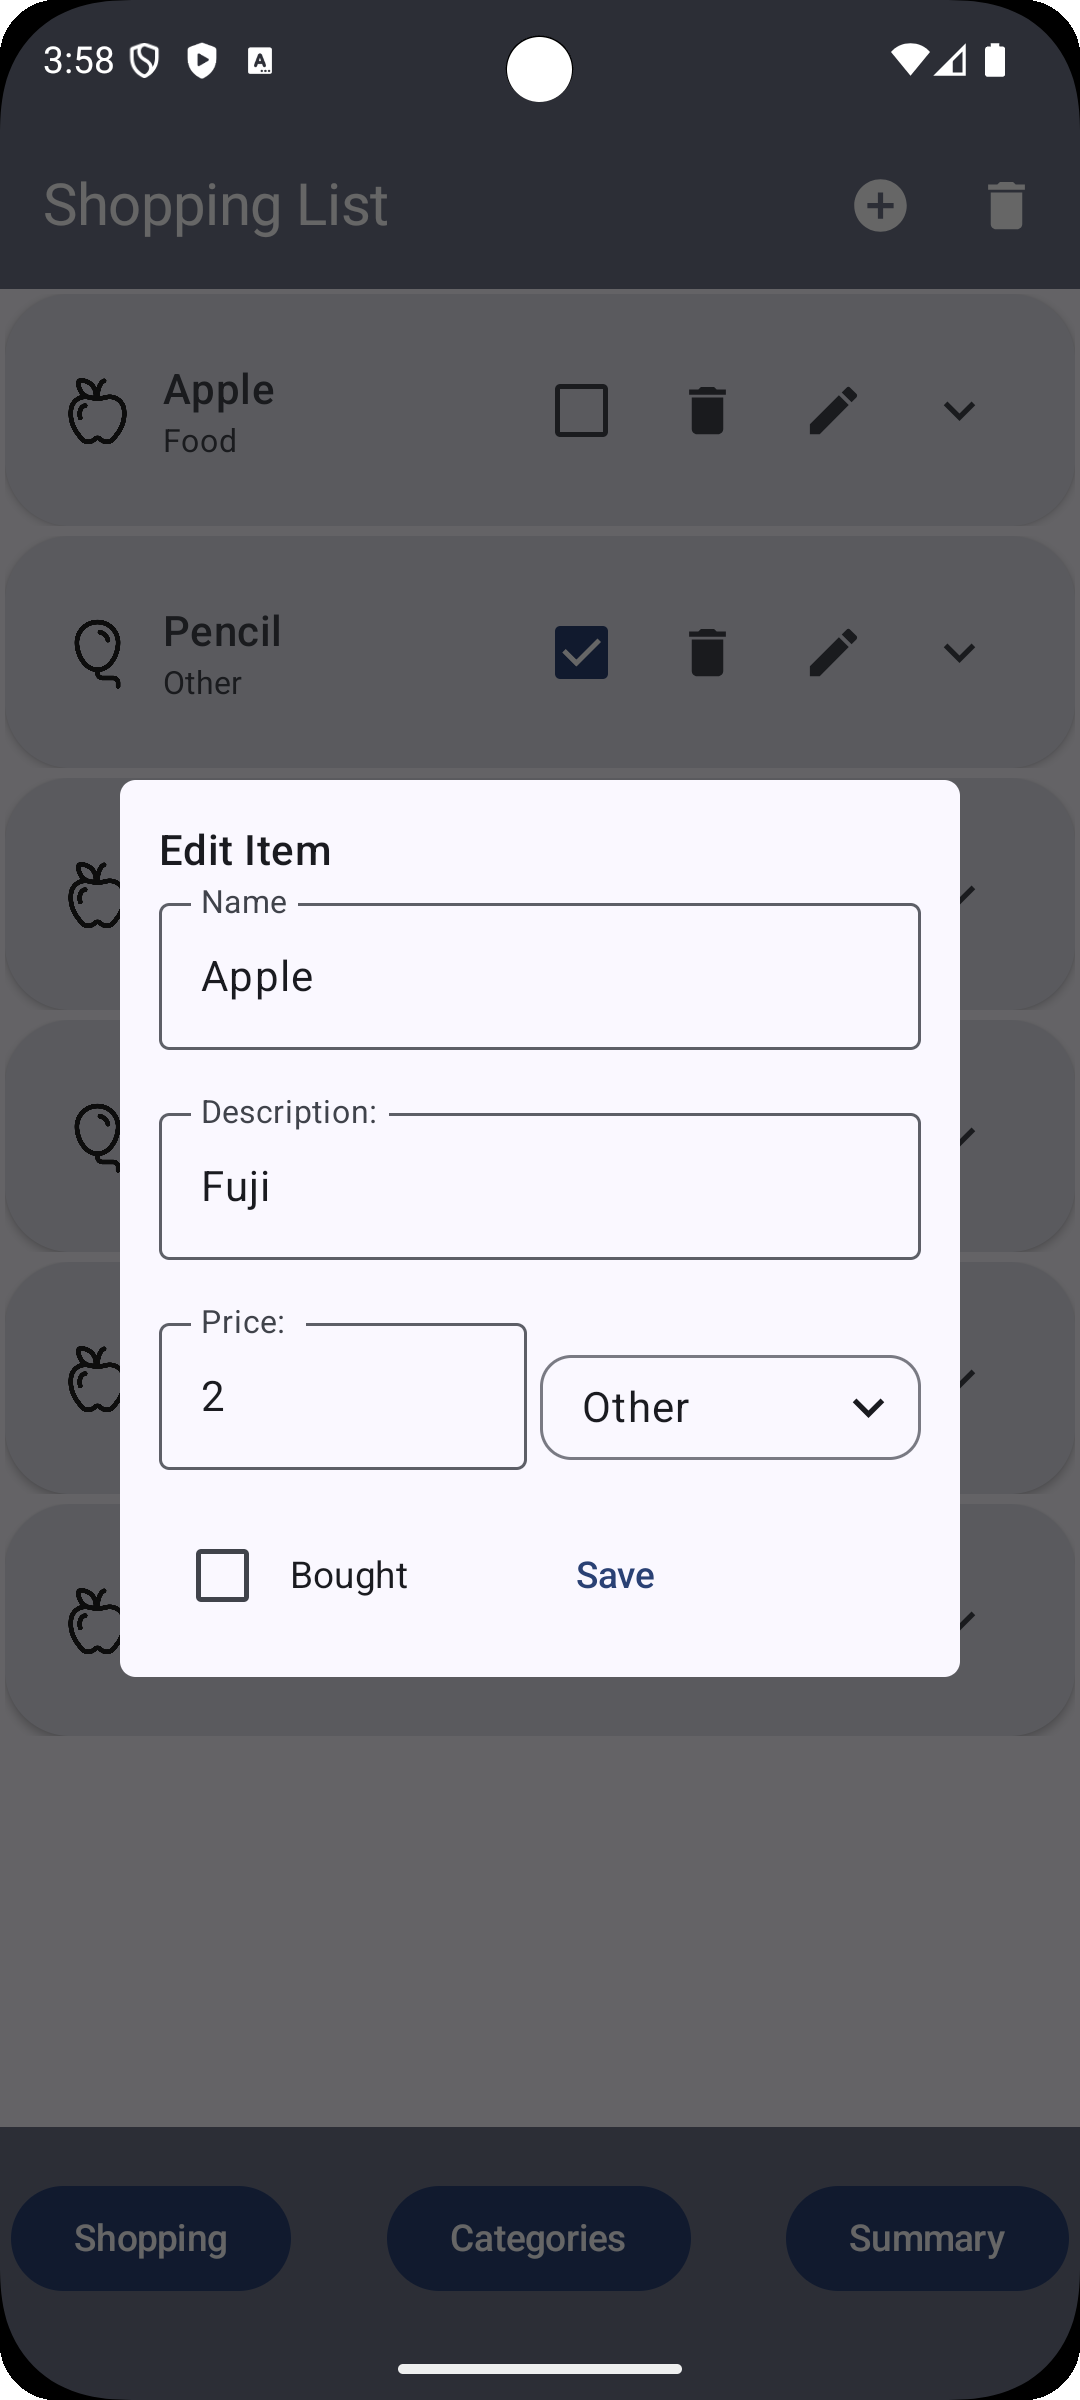 3:58
Shopping List
Apple
Food
Pencil
Other
Edit Item
Name
Apple
Description:
Fuji
Price:
2
Other
Bought
Save
Shopping
Categories
Summary